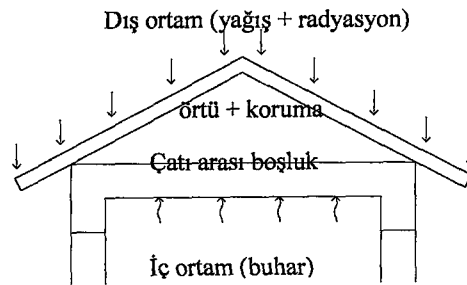 Dış ortam (yağış + radyasyon)
örtü + koruma
Çatı arası boşluk
İç ortam (buhar)